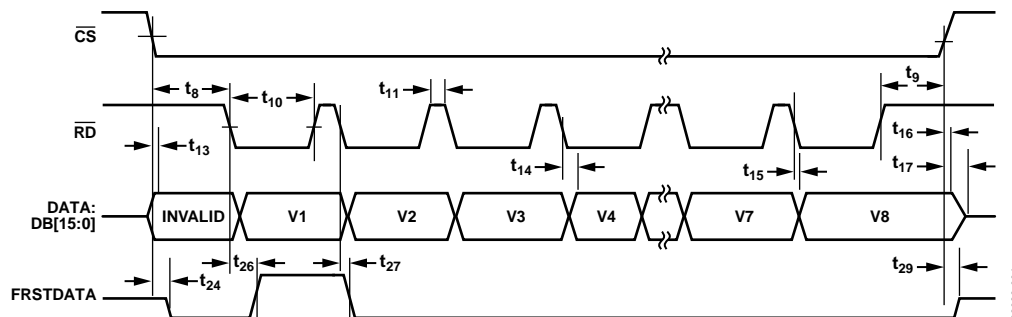 CS
t8
t10
t11
t9
RD
t13
t14
t15
t16
t17
DATA:
DB[15:0]
INVALID
V1
V2
V3
V4
V7
V8
t24
t26
t27
t29
FRSTDATA